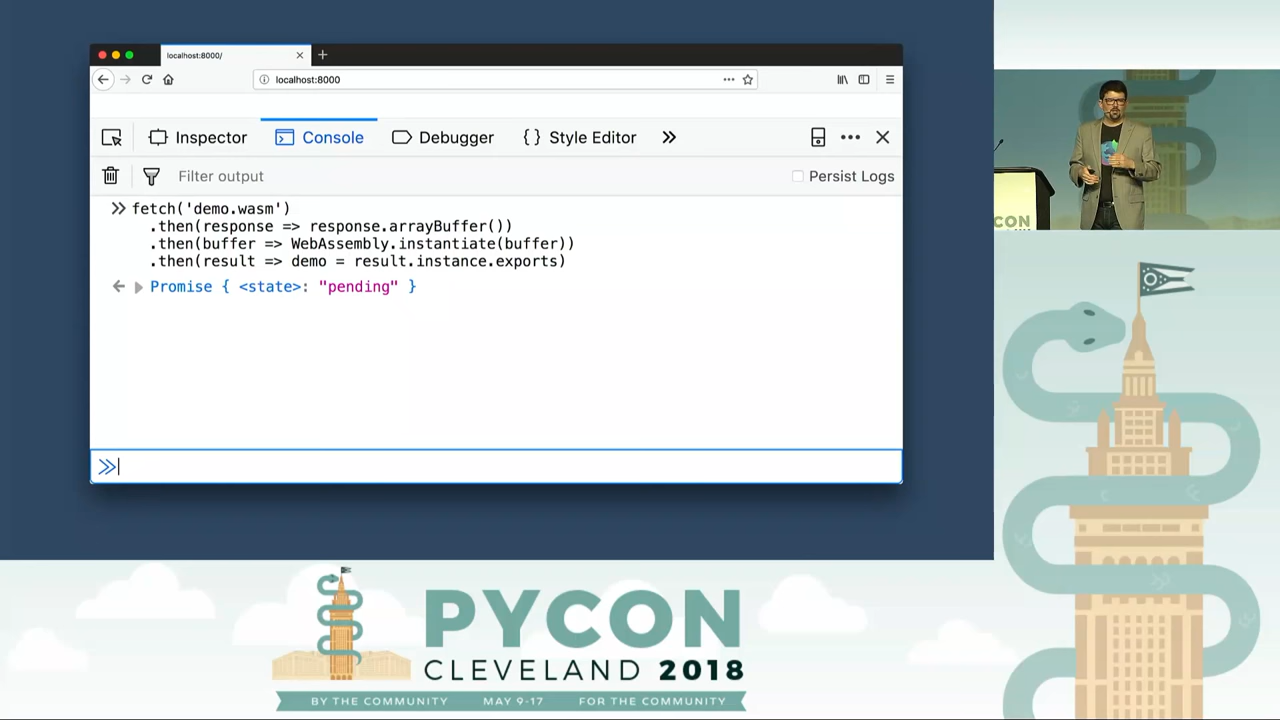 localhost:8000/
localhost:8000
Inspector
Console
Debugger
{ } Style Editor
Filter output
Persist Logs
fetch('demo.wasm')
.then(response => response.arrayBuffer())
.then(buffer => WebAssembly.instantiate(buffer))
.then(result => demo = result.instance.exports)
Promise { <state>: "pending" }
CON
PYCON
CLEVELAND 2018
BY THE COMMUNITY MAY 9-17 FOR THE COMMUNITY